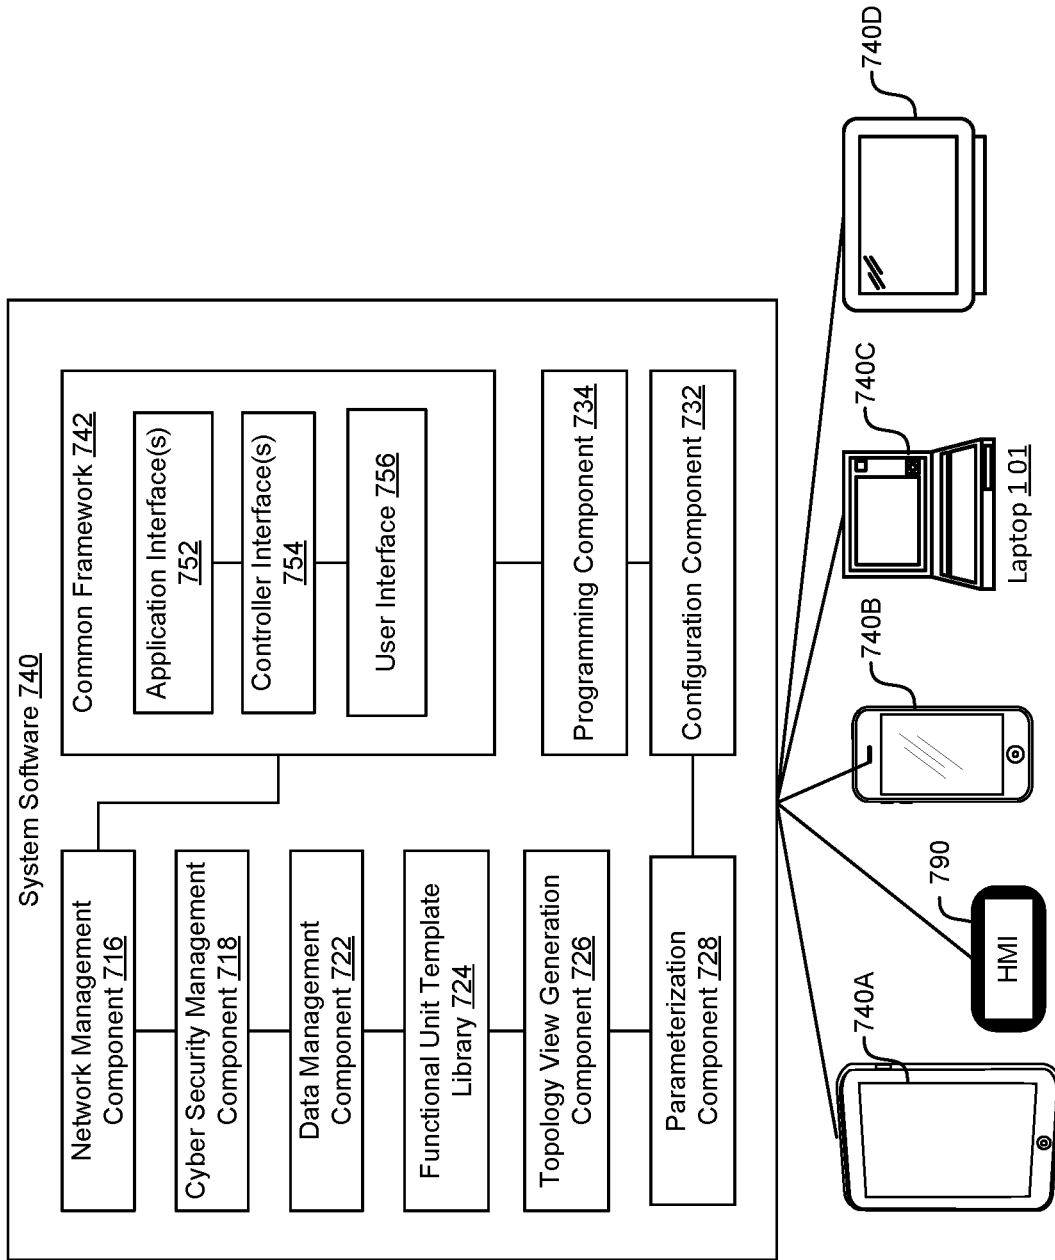 System Software 740
Network Management
Component 716
Cyber Security Management
Component 718
Data Management
Component 722
Functional Unit Template
Library 724
Topology View Generation
Component 726
Parameterization
Component 728
Common Framework 742
Application Interface(s)
752
Controller Interface(s)
754
User Interface 756
Programming Component 734
Configuration Component 732
740A
HMI
790
740B
740C
Laptop 1 01
740D